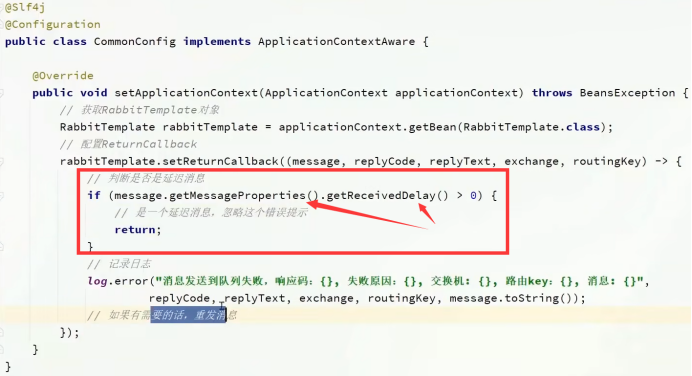 @Slf4j
@Configuration
public class CommonConfig implements ApplicationContextAware {
@Override
public void setApplicationContext(ApplicationContext applicationContext) throws BeansException {
// 获取RabbitTemplate对象
RabbitTemplate rabbitTemplate = applicationContext.getBean(RabbitTemplate.class);
// 配置ReturnCallback
rabbitTemplate.setReturnCallback((message, replyCode, replyText, exchange, routingKey) -> {
// 判断是否是延迟消息
if (message.getMessageProperties().getReceivedDelay() > 0) {
// 是一个延迟消息，忽略这个错误提示
return;
}
// 记录日志
log.error("消息发送到队列失败，响应码：{}, 失败原因：{}, 交换机: {}, 路由key：{}, 消息: {}",
replyCode, replyText, exchange, routingKey, message.toString());
// 如果有需要的话，重发消息
});
}
}